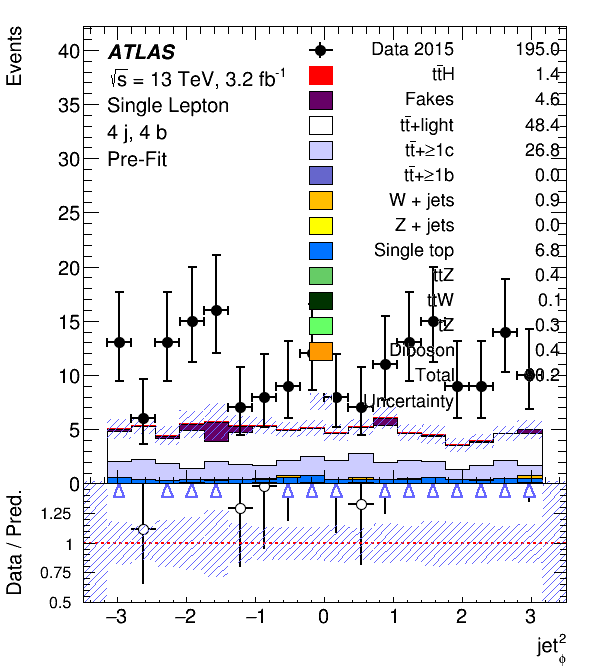 Events
40
35
30
25
20
15
10
5
0
ATLAS
√s = 13 TeV, 3.2 fb-1
Single Lepton
4 j, 4 b
Pre-Fit
Data 2015 195.0
tt̄H 1.4
Fakes 4.6
tt̄+light 48.4
tt̄+≥1c 26.8
tt̄+≥1b 0.0
W + jets 0.9
Z + jets 0.0
Single top 6.8
tt̄Z 0.4
tt̄W 0.1
tt̄Z 0.3
Diboson 0.4
Total
Uncertainty
Data / Pred.
1.25
1
0.75
0.5
−3 −2 −1 0 1 2 3
jet²ϕ